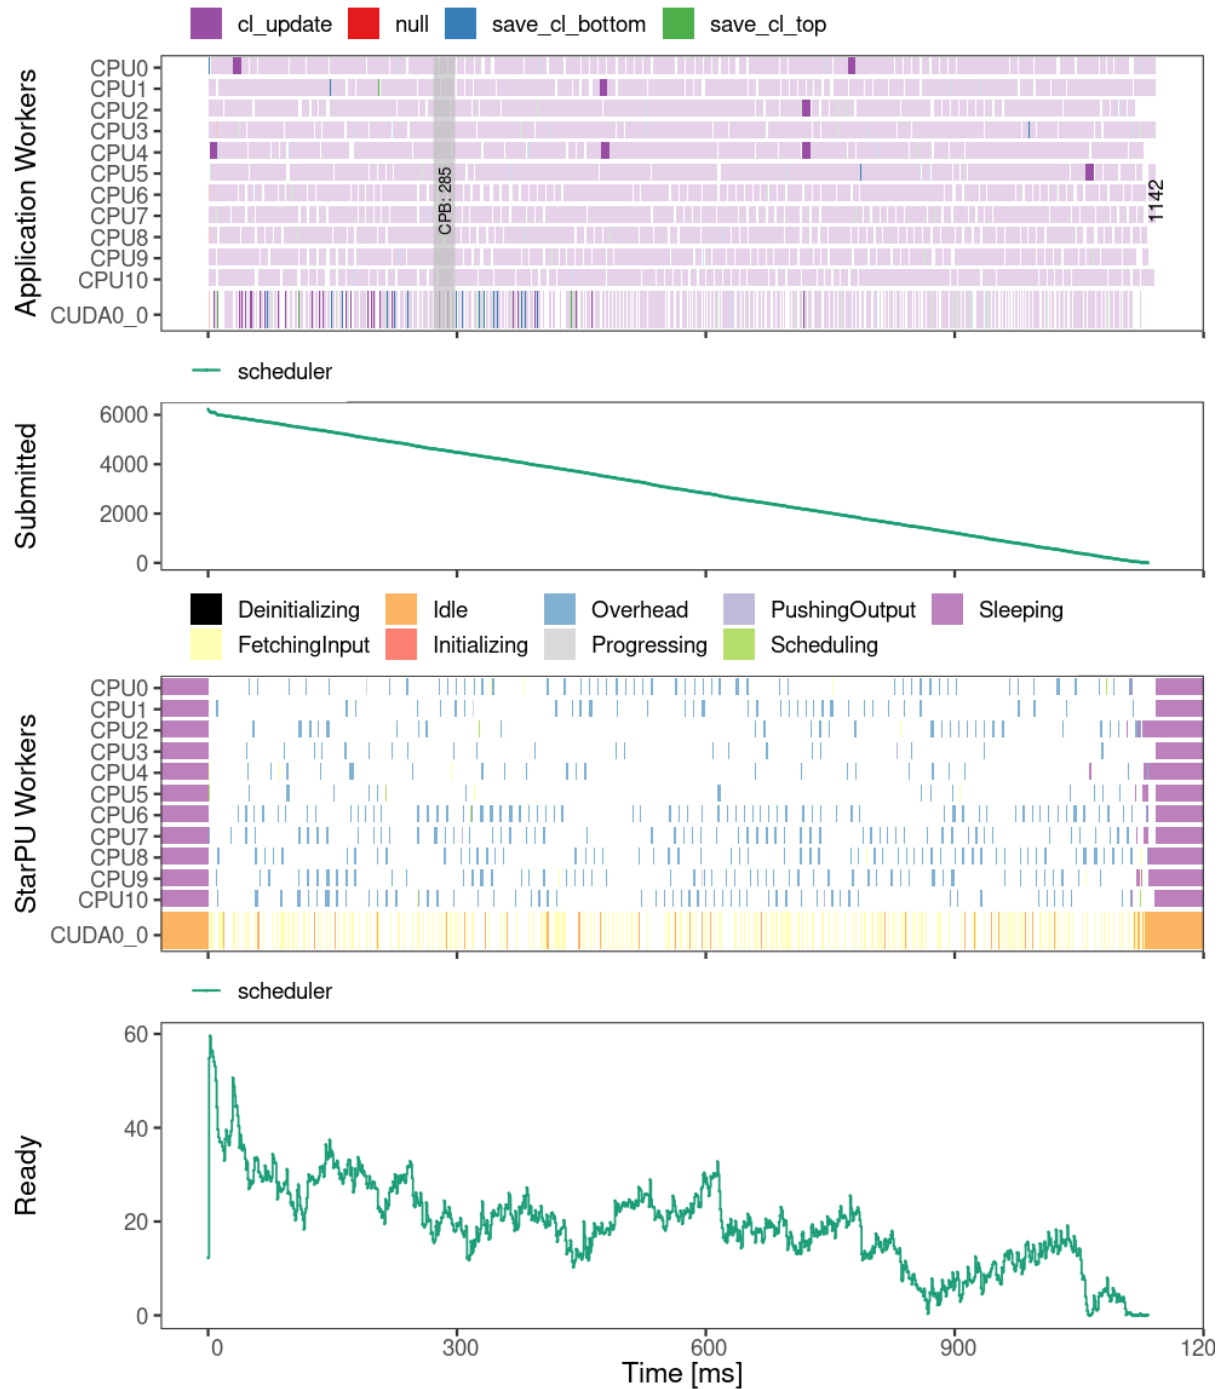 cl_update null save_cl_bottom save_cl_top
Application Workers
CPU0
CPU1
CPU2
CPU3
CPU4
CPU5
CPU6
CPU7
CPU8
CPU9
CPU10
CUDA0_0
CPB: 285
1142
scheduler
Submitted
6000
4000
2000
0
Deinitializing Idle Overhead PushingOutput Sleeping
FetchingInput Initializing Progressing Scheduling
StarPU Workers
CPU0
CPU1
CPU2
CPU3
CPU4
CPU5
CPU6
CPU7
CPU8
CPU9
CPU10
CUDA0_0
scheduler
Ready
60
40
20
0
0 300 600 900 120
Time [ms]